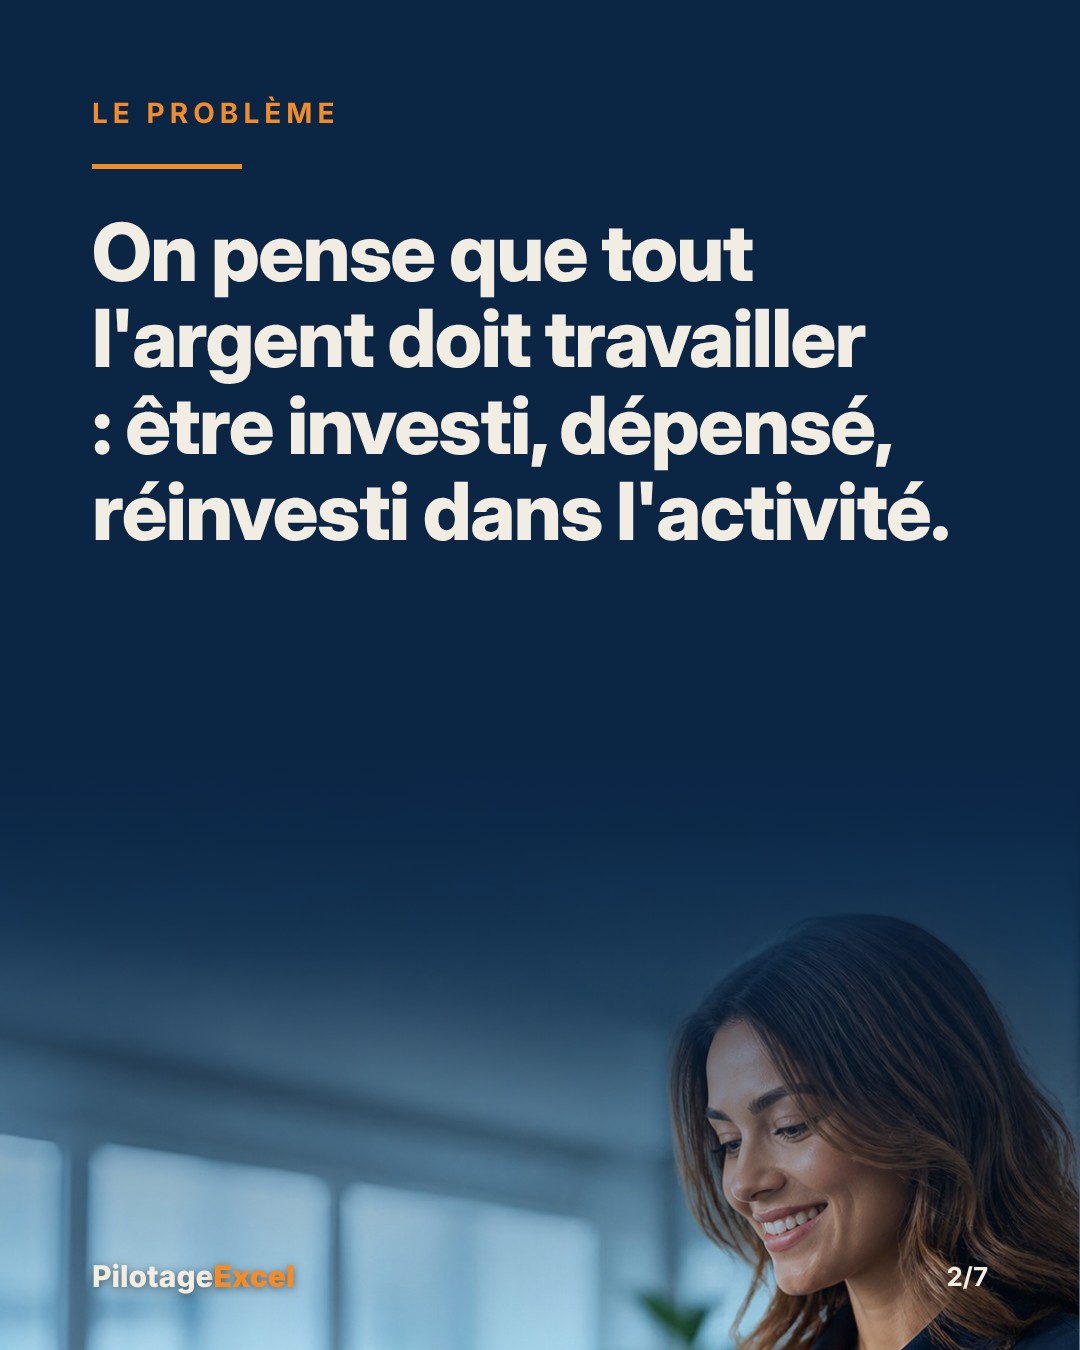 LE PROBLÈME
On pense que tout
l'argent doit travailler
: être investi, dépensé,
réinvesti dans l'activité.
PilotageExcel
2/7